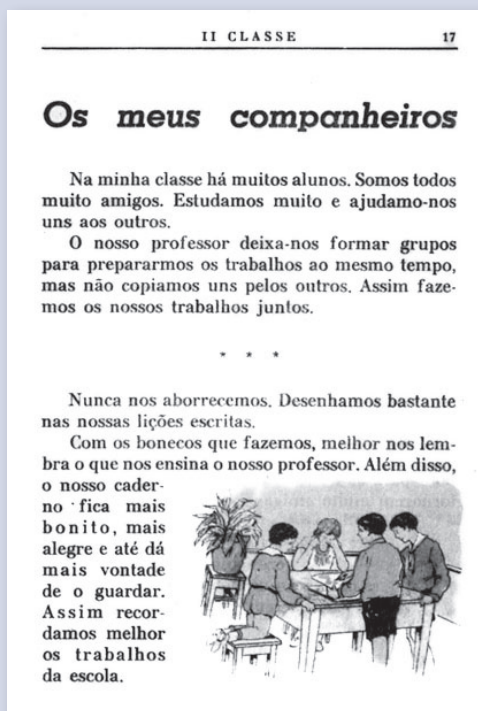 II CLASSE 17
Os meus companheiros
Na minha classe há muitos alunos. Somos todos
muito amigos. Estudamos muito e ajudamo-nos
uns aos outros.
O nosso professor deixa-nos formar grupos
para prepararmos os trabalhos ao mesmo tempo,
mas não copiamos uns pelos outros. Assim faze-
mos os nossos trabalhos juntos.
* * *
Nunca nos aborrecemos. Desenhamos bastante
nas nossas lições escritas.
Com os bonecos que fazemos, melhor nos lem-
bra o que nos ensina o nosso professor. Além disso,
o nosso cader-
no fica mais
bonito, mais
alegre e até dá
mais vontade
de o guardar.
Assim recor-
damos melhor
os trabalhos
da escola.